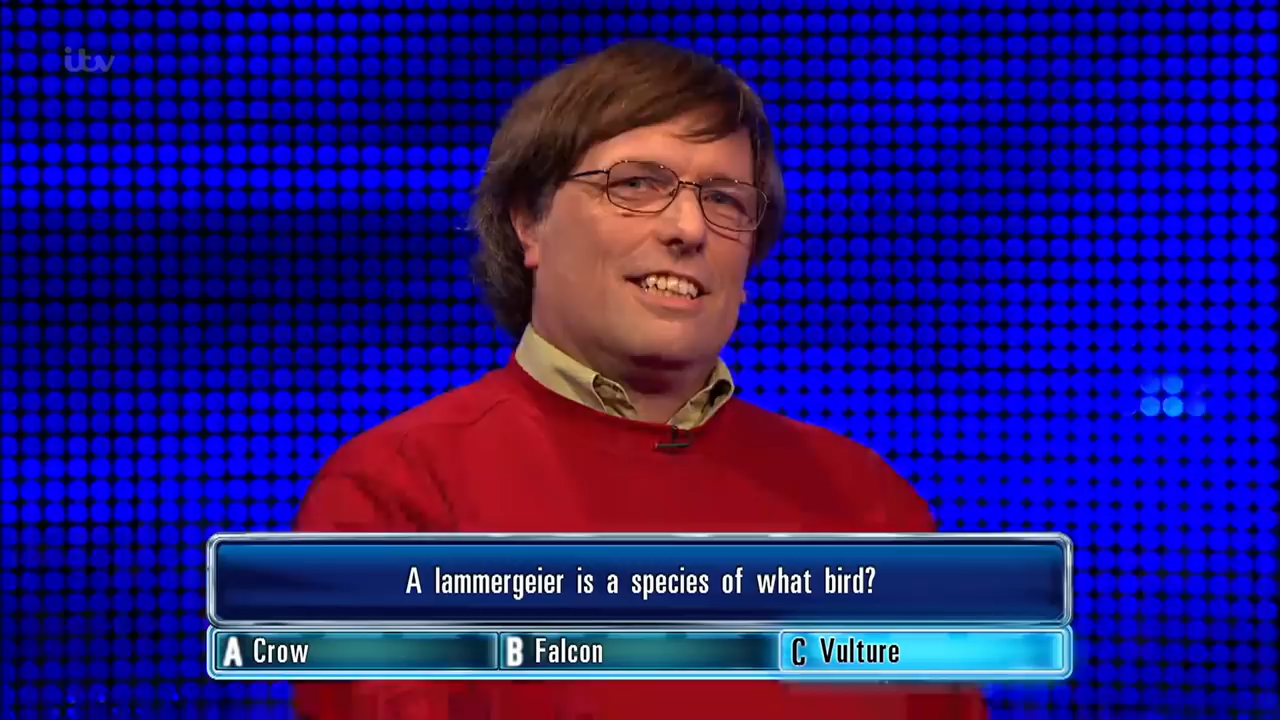 itv
A lammergeier is a species of what bird?
A Crow
B Falcon
C Vulture